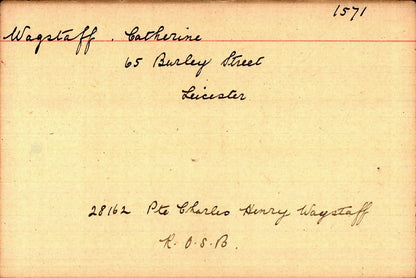 1571
Wagstaff. Catherine
65 Burley Street
Leicester
28162 Pte Charles Henry Wagstaff
K.O.S.B.